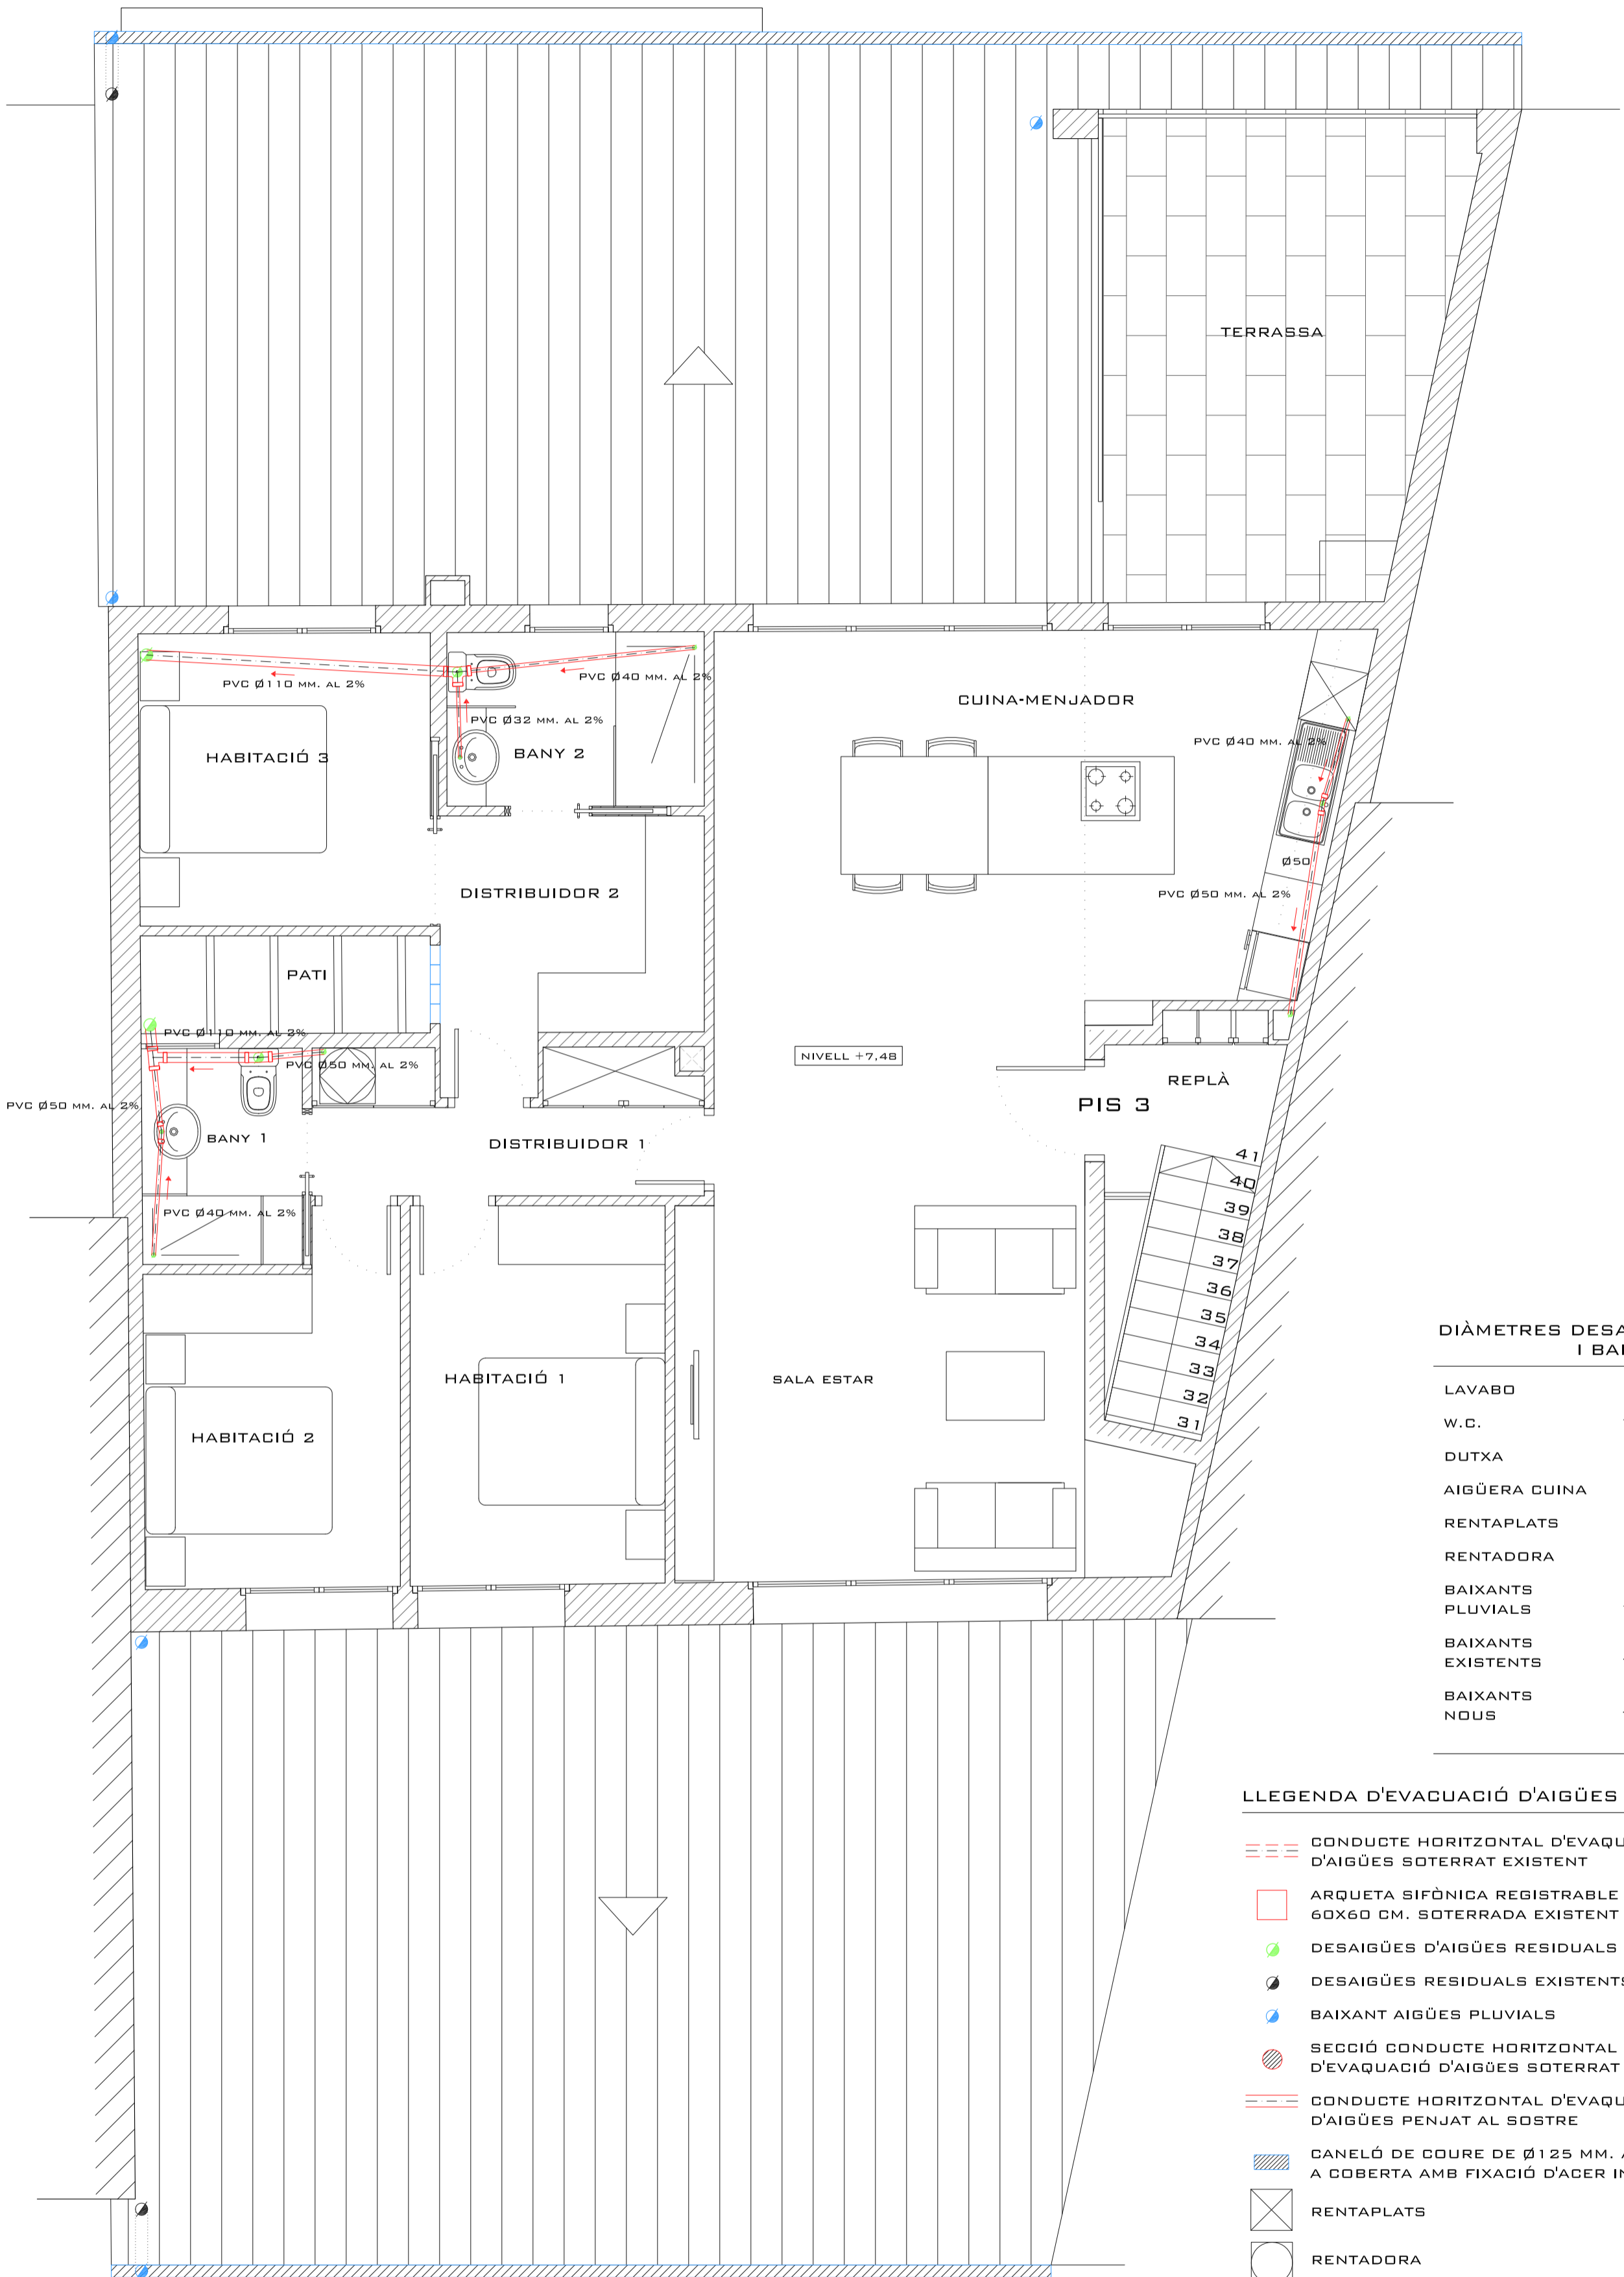 TERRASSA
PVC Ø110 MM. AL 2%
PVC Ø40 MM. AL 2%
PVC Ø32 MM. AL 2%
HABITACIÓ 3
BANY 2
CUINA-MENJADOR
PVC Ø40 MM. AL 2%
Ø50
PVC Ø50 MM. AL 2%
DISTRIBUIDOR 2
PATI
PVC Ø110 MM. AL 2%
PVC Ø50 MM. AL 2%
PVC Ø50 MM. AL 2%
BANY 1
DISTRIBUIDOR 1
NIVELL +7,48
REPLÀ
PIS 3
PVC Ø40 MM. AL 2%
41
40
39
38
37
36
35
34
33
32
31
HABITACIÓ 1
HABITACIÓ 2
SALA ESTAR
DIÀMETRES
I
LAVABO
W.C.
DUTXA
AIGÜERA CUINA
RENTAPLATS
RENTADORA
BAIXANTS
PLUVIALS
BAIXANTS
EXISTENTS
BAIXANTS
NOUS
LLEGENDA D'EVACUACIÓ D'AIGÜES
CONDUCTE HORITZONTAL
D'AIGÜES SOTERRAT EXISTENT
ARQUETA SIFÒNICA REGISTRABLE
60X60 CM. SOTERRADA EXISTENT
DESAIGÜES D'AIGÜES RESIDUALS
DESAIGÜES RESIDUALS EXISTENTS
BAIXANT AIGÜES PLUVIALS
SECCIÓ CONDUCTE HORITZONTAL
D'EVAQUACIÓ D'AIGÜES SOTERRAT
CONDUCTE HORITZONTAL
D'AIGÜES PENJAT AL SOSTRE
CANELÓ DE COURE DE Ø125 MM.
A COBERTA AMB FIXACIÓ D'ACER
RENTAPLATS
RENTADORA